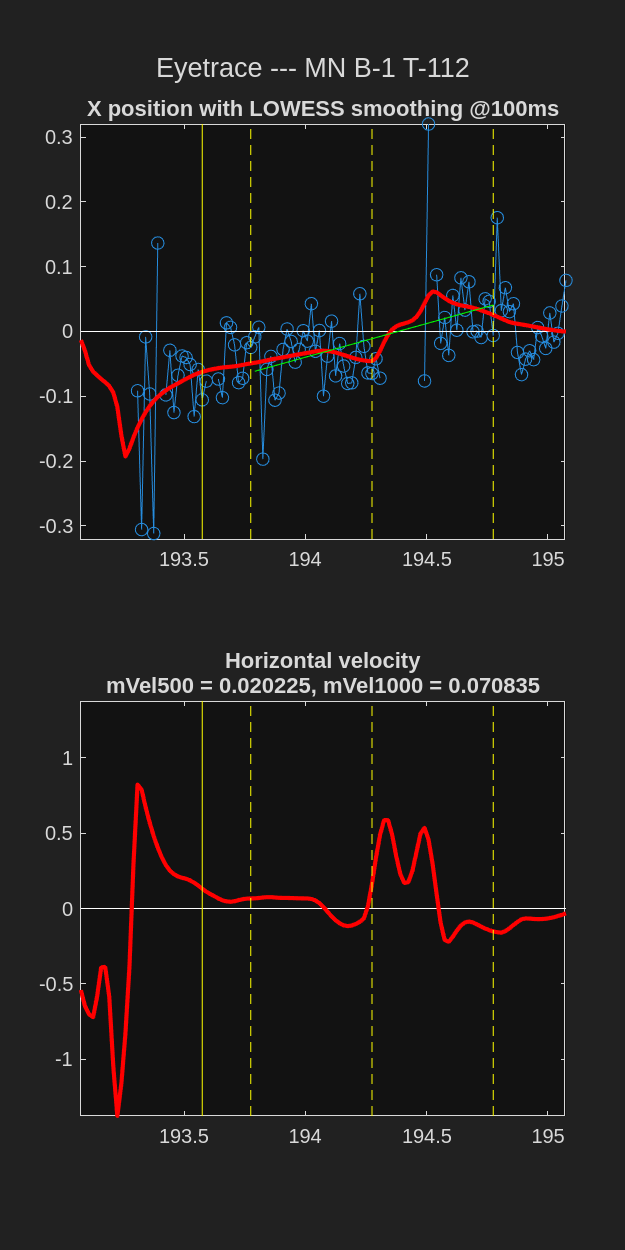 Eyetrace --- MN B-1 T-112
X position with LOWESS smoothing @100ms
0.3
0.2
0.1
0
-0.1
-0.2
-0.3
193.5 194 194.5 195
Horizontal velocity
mVel500 = 0.020225, mVel1000 = 0.070835
1
0.5
0
-0.5
-1
193.5 194 194.5 195